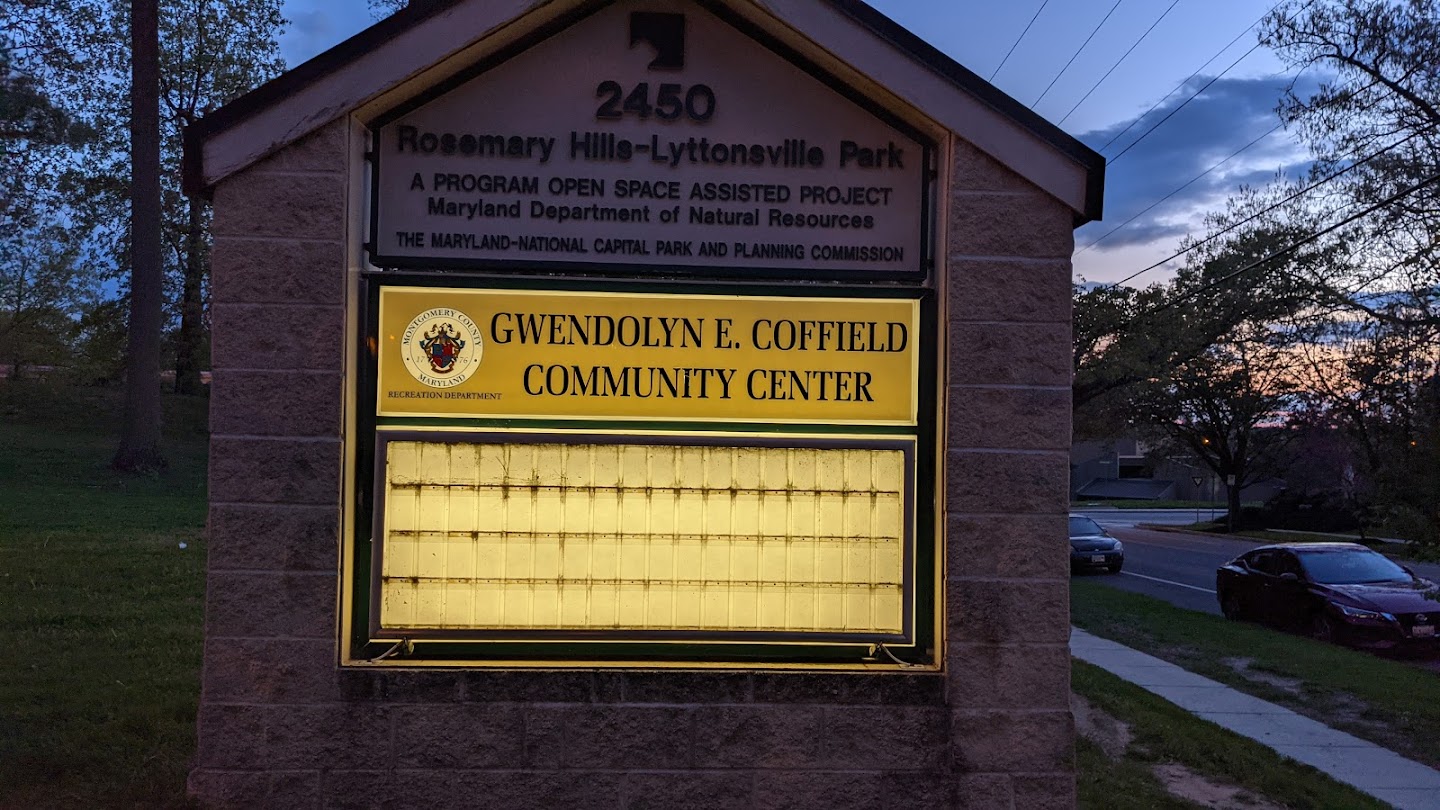 2450
Rosemary Hills-Lyttonsville Park
A PROGRAM OPEN SPACE ASSISTED PROJECT
Maryland Department of Natural Resources
THE MARYLAND-NATIONAL CAPITAL PARK AND PLANNING COMMISSION
MONTGOMERY COUNTY
1776
MARYLAND
RECREATION DEPARTMENT
GWENDOLYN E. COFFIELD
COMMUNITY CENTER